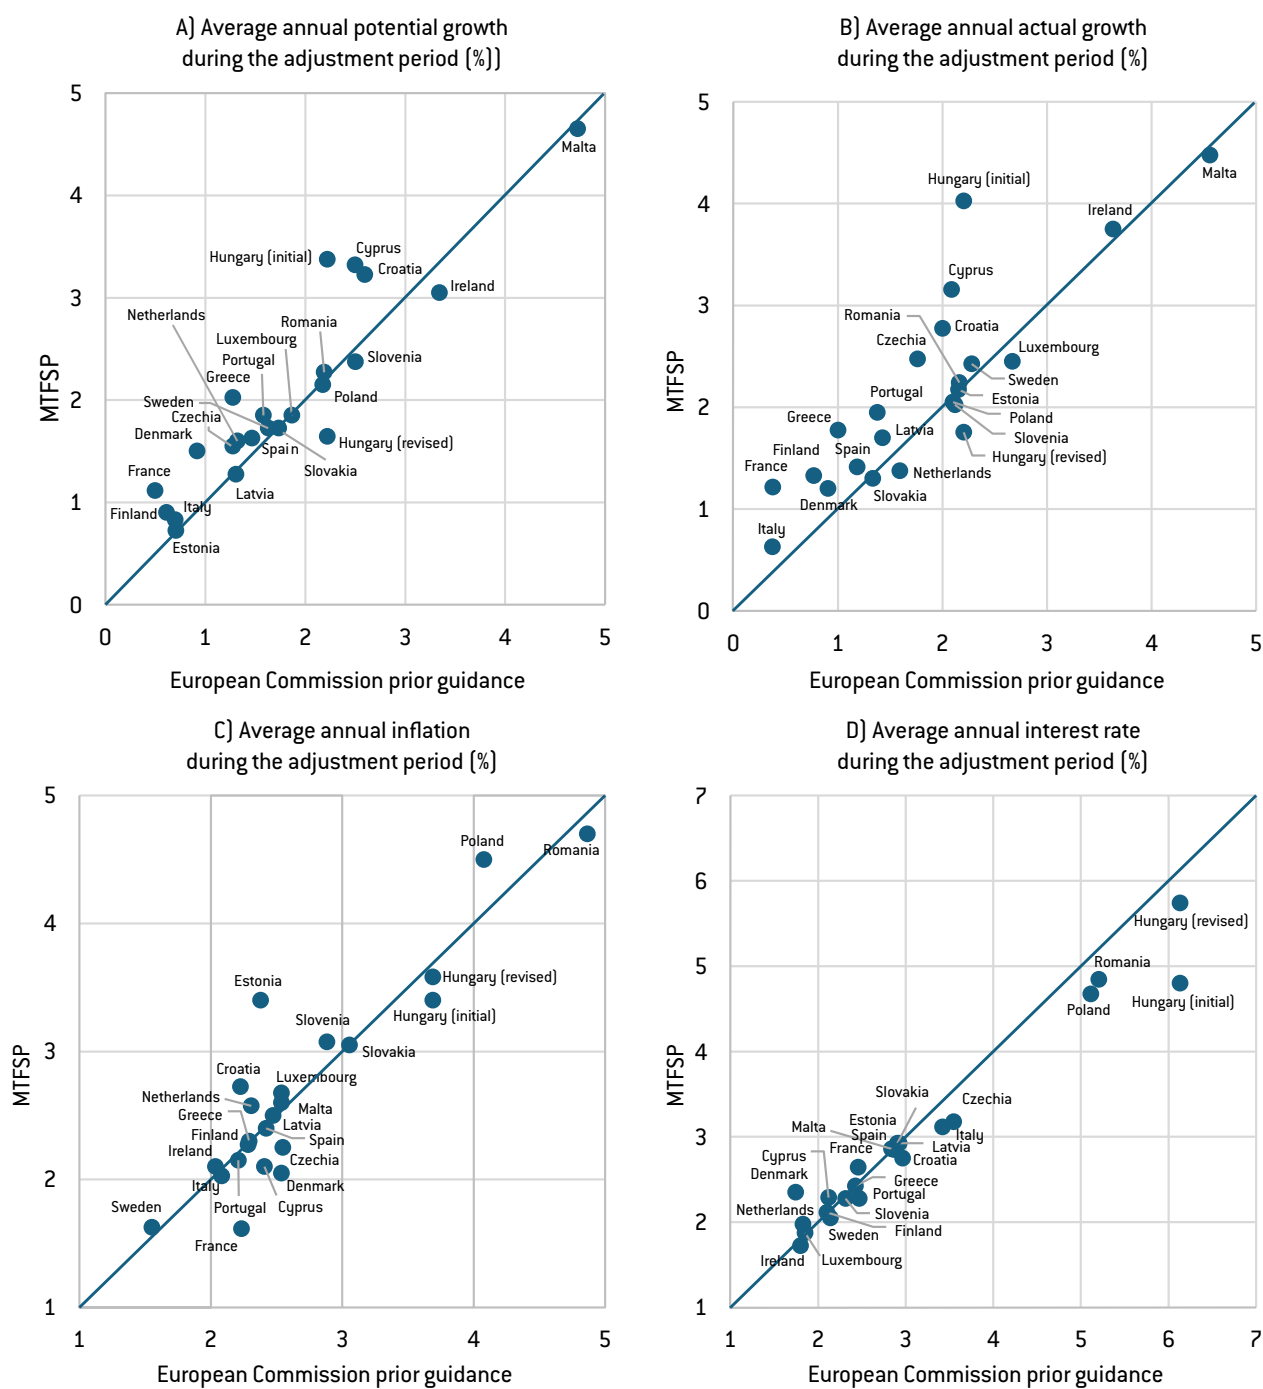 A) Average annual potential growth
during the adjustment period (%))
5
4
3
2
1
0
MTFSP
Malta
Hungary (initial)
Cyprus
Croatia
Ireland
Netherlands
Romania
Luxembourg
Portugal
Slovenia
Greece
Poland
Sweden
Czechia
Denmark
Hungary (revised)
Spain
Slovakia
France
Latvia
Finland
Italy
Estonia
0 1 2 3 4 5
European Commission prior guidance
B) Average annual actual growth
during the adjustment period (%)
5
4
3
2
1
0
MTFSP
Malta
Hungary (initial)
Ireland
Cyprus
Romania
Croatia
Czechia
Luxembourg
Sweden
Portugal
Estonia
Greece
Poland
Latvia
Slovenia
Finland
Spain
Hungary (revised)
France
Netherlands
Slovakia
Denmark
Italy
0 1 2 3 4 5
European Commission prior guidance
C) Average annual inflation
during the adjustment period (%)
5
4
3
2
1
MTFSP
Poland
Romania
Estonia
Hungary (revised)
Hungary (initial)
Slovenia
Slovakia
Croatia
Luxembourg
Netherlands
Malta
Greece
Latvia
Finland
Spain
Ireland
Czechia
Italy
Denmark
Sweden
Portugal
Cyprus
France
1 2 3 4 5
European Commission prior guidance
D) Average annual interest rate
during the adjustment period (%)
7
6
5
4
3
2
1
MTFSP
Hungary (revised)
Romania
Poland
Hungary (initial)
Slovakia
Czechia
Estonia
Malta
Spain
Italy
France
Latvia
Cyprus
Croatia
Denmark
Greece
Portugal
Netherlands
Slovenia
Sweden
Finland
Ireland
Luxembourg
1 2 3 4 5 6 7
European Commission prior guidance